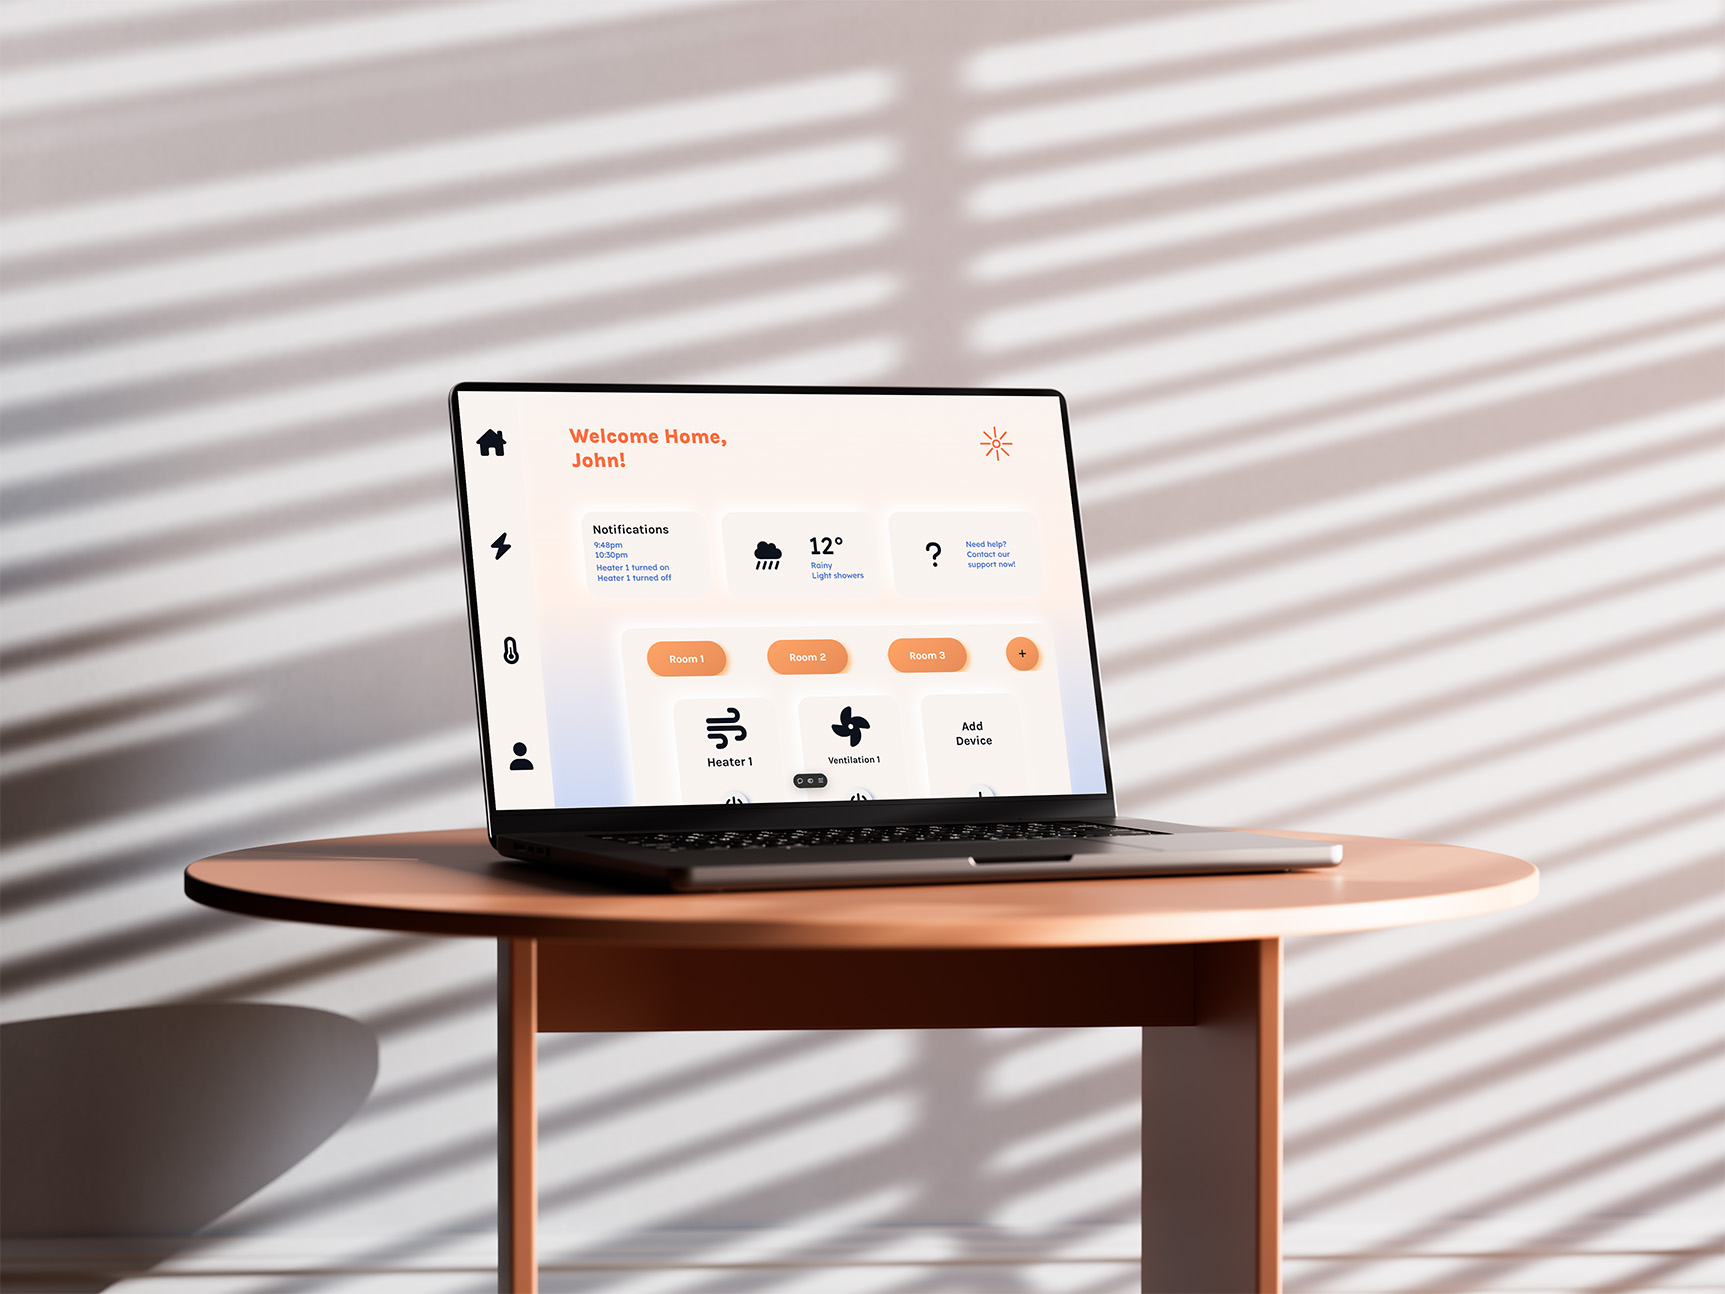 Welcome Home,
John!
Notifications
9:48pm
10:30pm
Heater 1 turned on
Heater 1 turned off
12°
Rainy
Light showers
?
Need help?
Contact our
support now!
Room 1
Room 2
Room 3
+
Heater 1
Ventilation 1
Add
Device